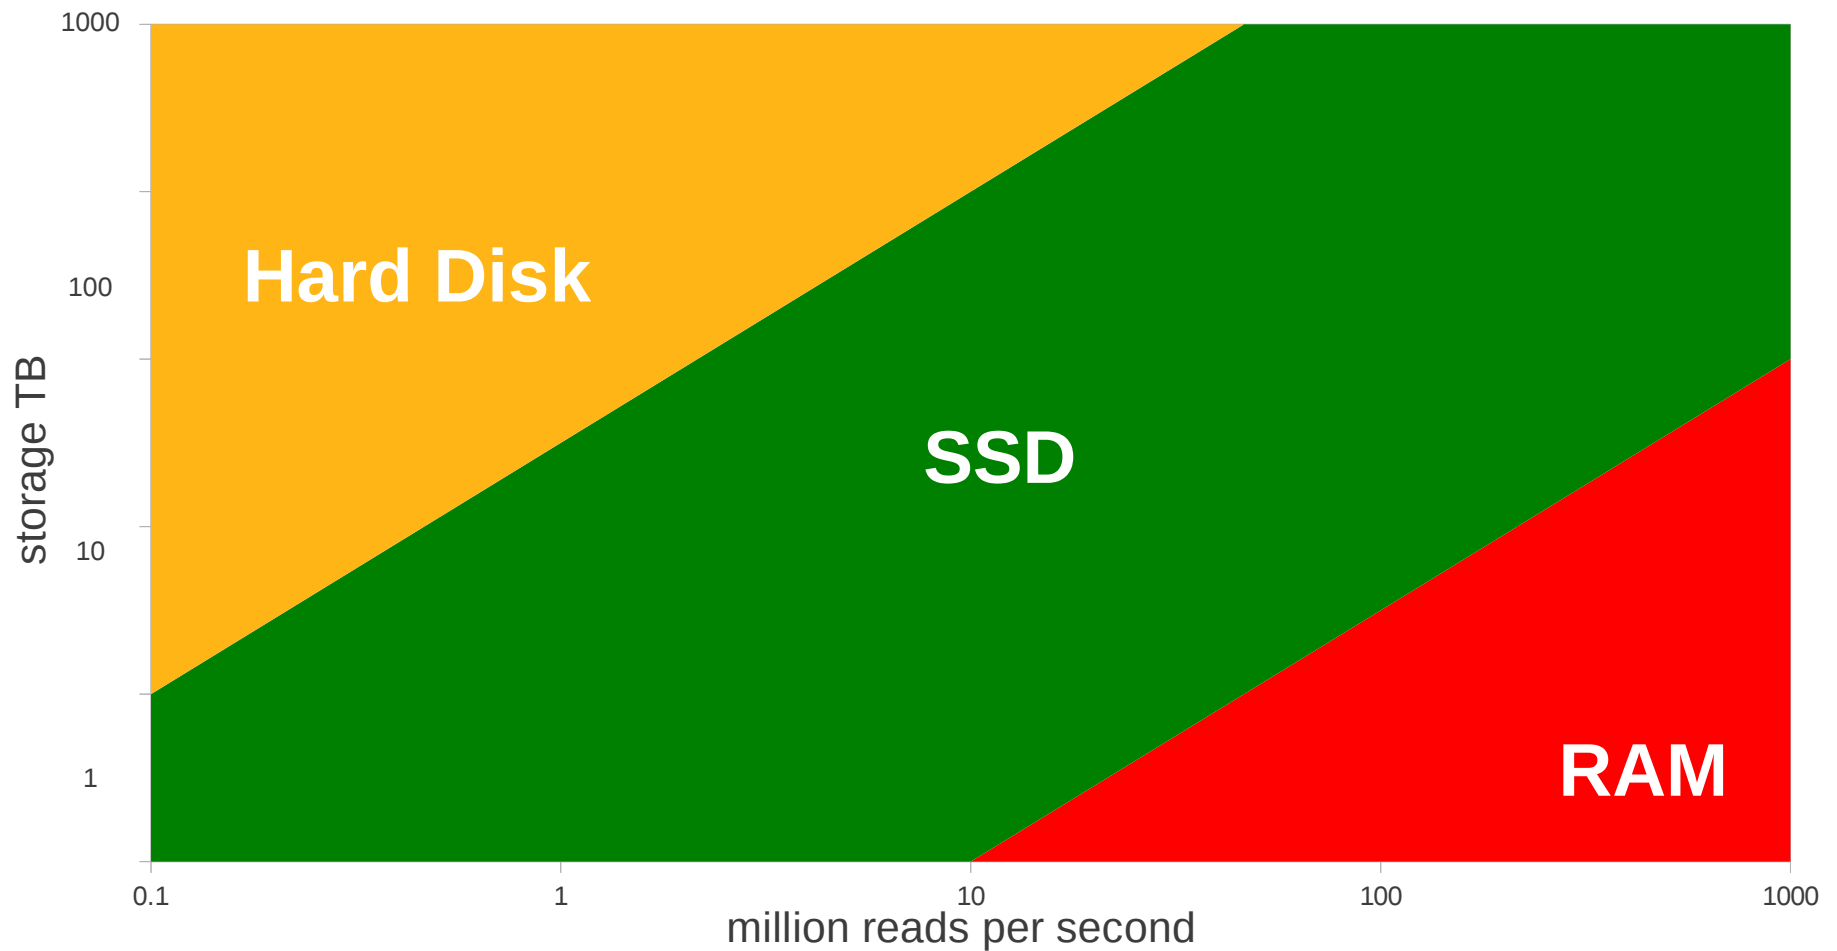 1000
Hard Disk
100
storage TB
SSD
10
RAM
1
0.1 1 10 100 1000
million reads per second